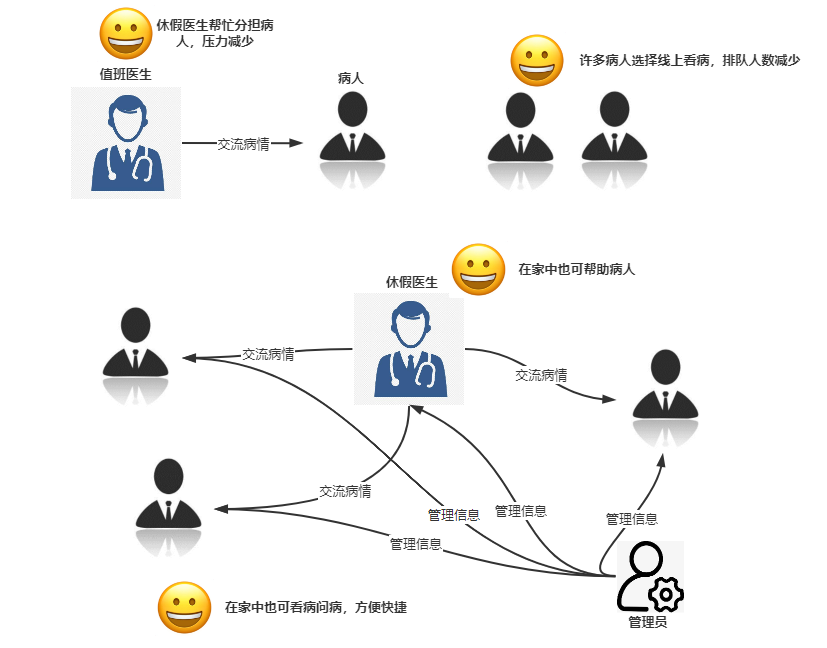 休假医生帮忙分担病
人，压力减少
值班医生
病人
许多病人选择线上看病，排队人数减少
交流病情
休假医生
在家中也可帮助病人
交流病情
交流病情
交流病情
管理信息
管理信息
管理信息
管理信息
在家中也可看病问病，方便快捷
管理员